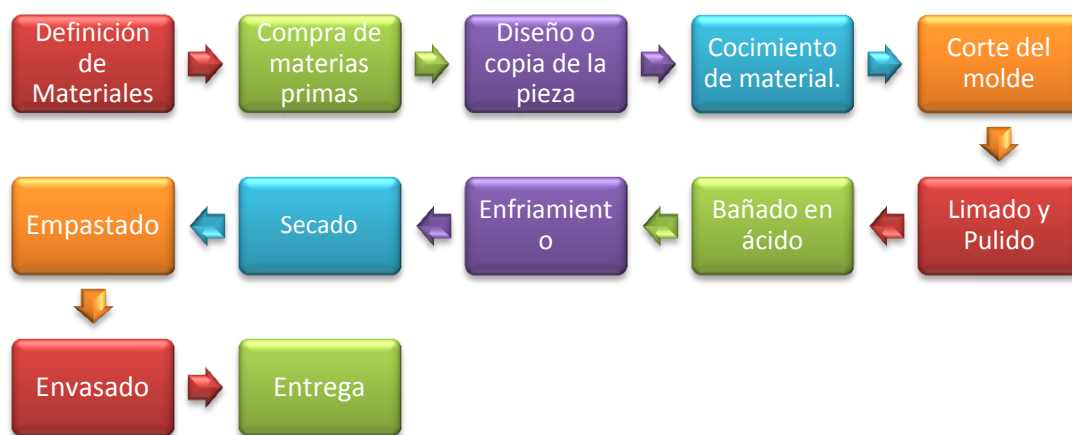 Definición
de
Materiales
Compra de
materias
primas
Diseño o
copia de la
pieza
Cocimiento
de material.
Corte del
molde
Limado y
Pulido
Bañado en
ácido
Enfriamient
o
Secado
Empastado
Envasado
Entrega